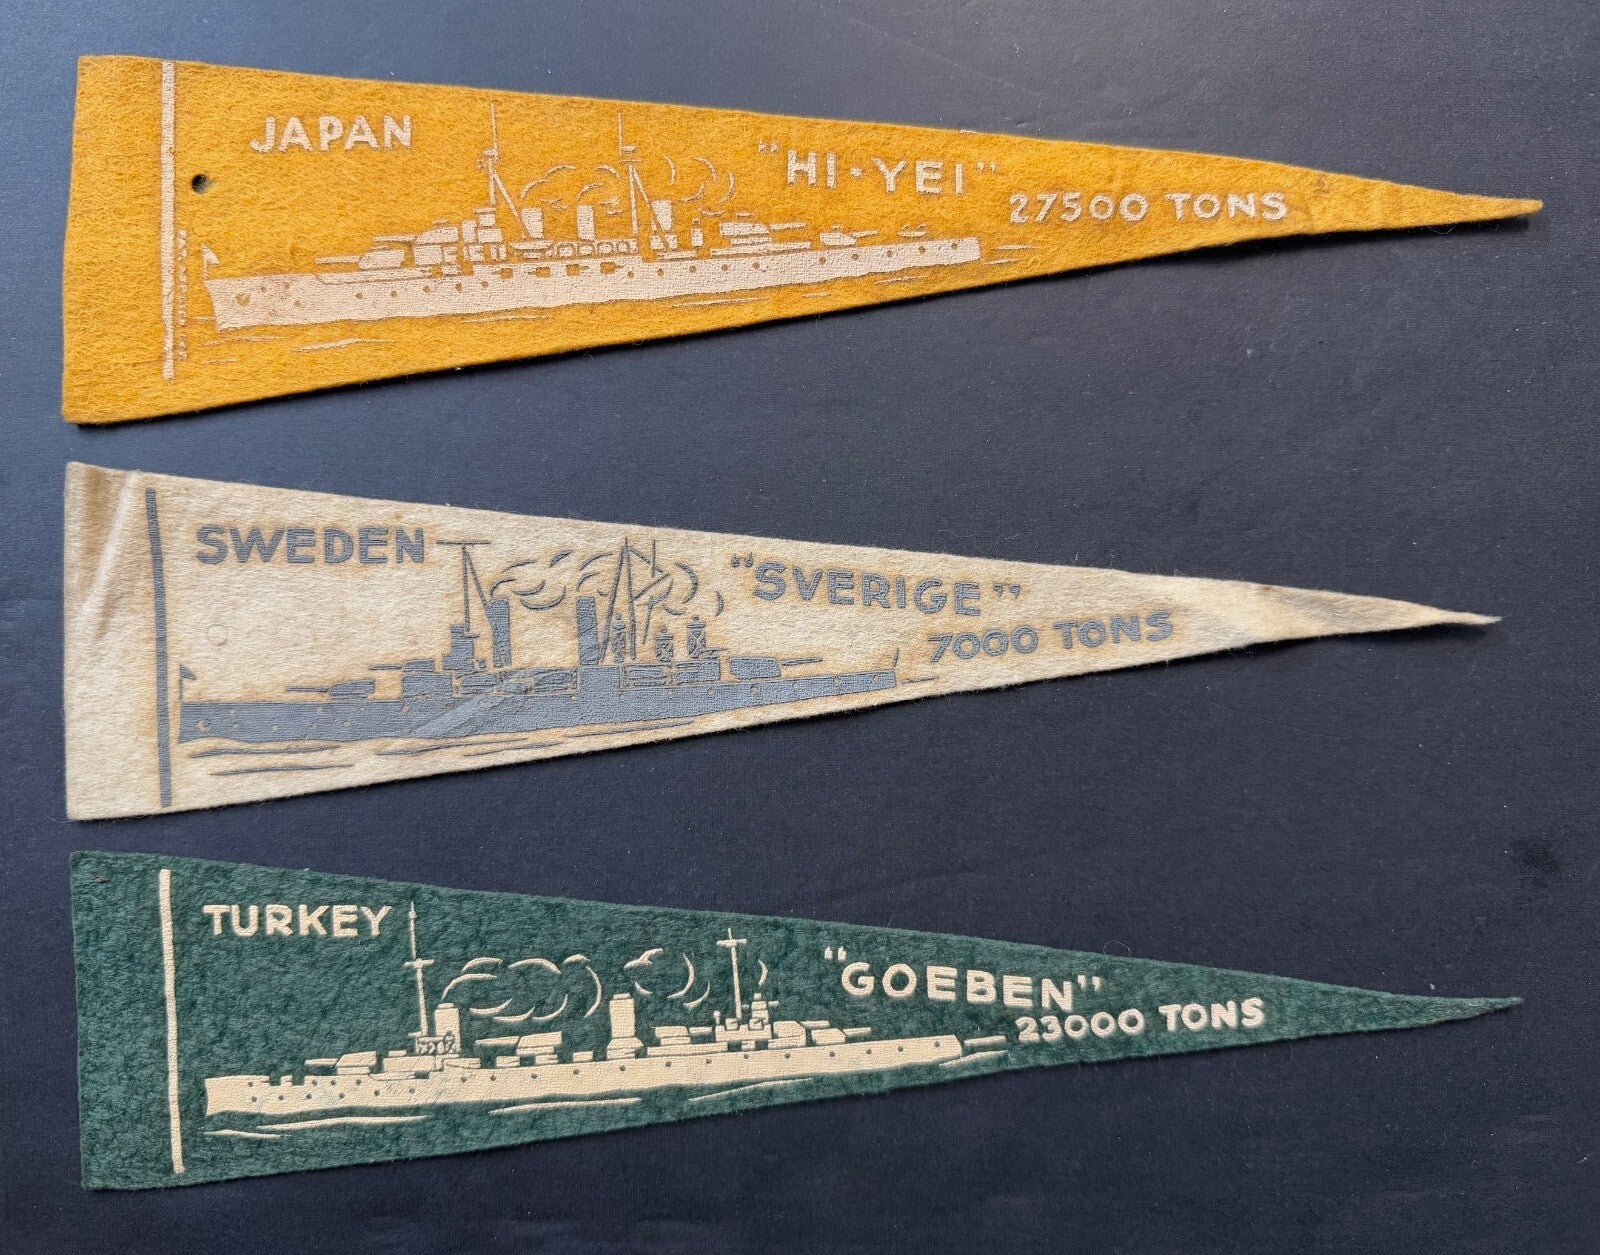 JAPAN
"HI-YEI"
27500 TONS
SWEDEN
"SVERIGE"
7000 TONS
TURKEY
"GOEBEN"
23000 TONS